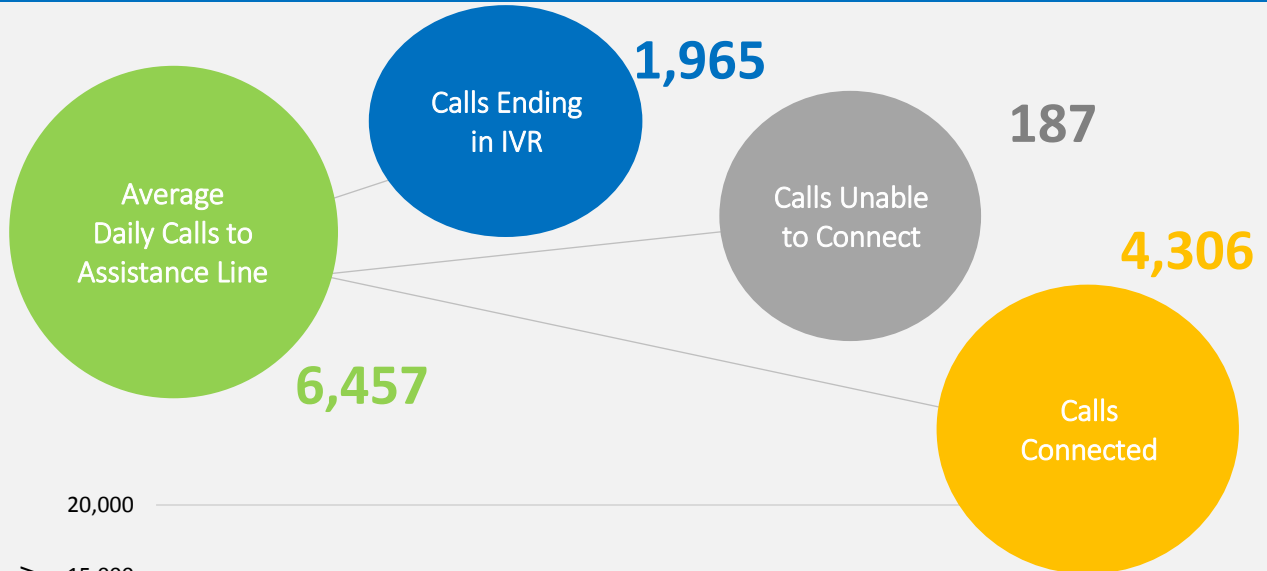 Average
Daily Calls to
Assistance Line
6,457
Calls Ending
in IVR
1,965
Calls Unable
to Connect
187
Calls
Connected
4,306
20,000